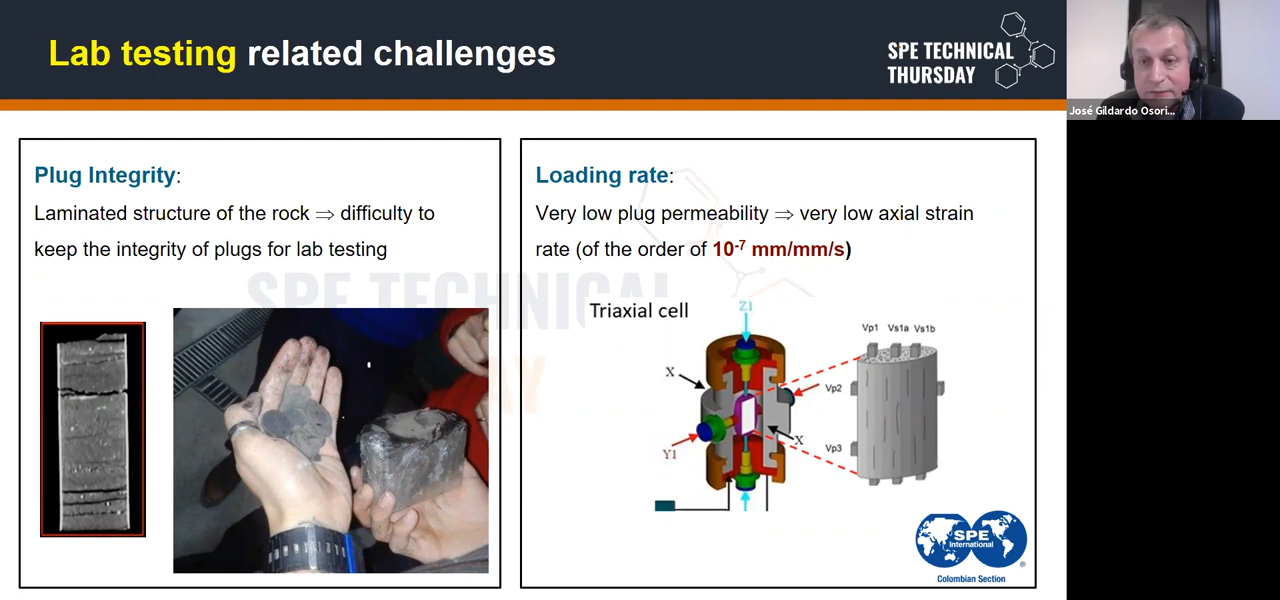 Lab testing related challenges
SPE TECHNICAL
THURSDAY
José Gildardo Osori...
Plug Integrity:
Laminated structure of the rock ⇒ difficulty to
keep the integrity of plugs for lab testing
Loading rate:
Very low plug permeability ⇒ very low axial strain
rate (of the order of 10⁻⁷ mm/mm/s)
SPE TECHNICAL
Triaxial cell
Z1
X
X
Y1
Vp1 Vs1a Vs1b
Vp2
Vp3
SPE
International
®
Colombian Section